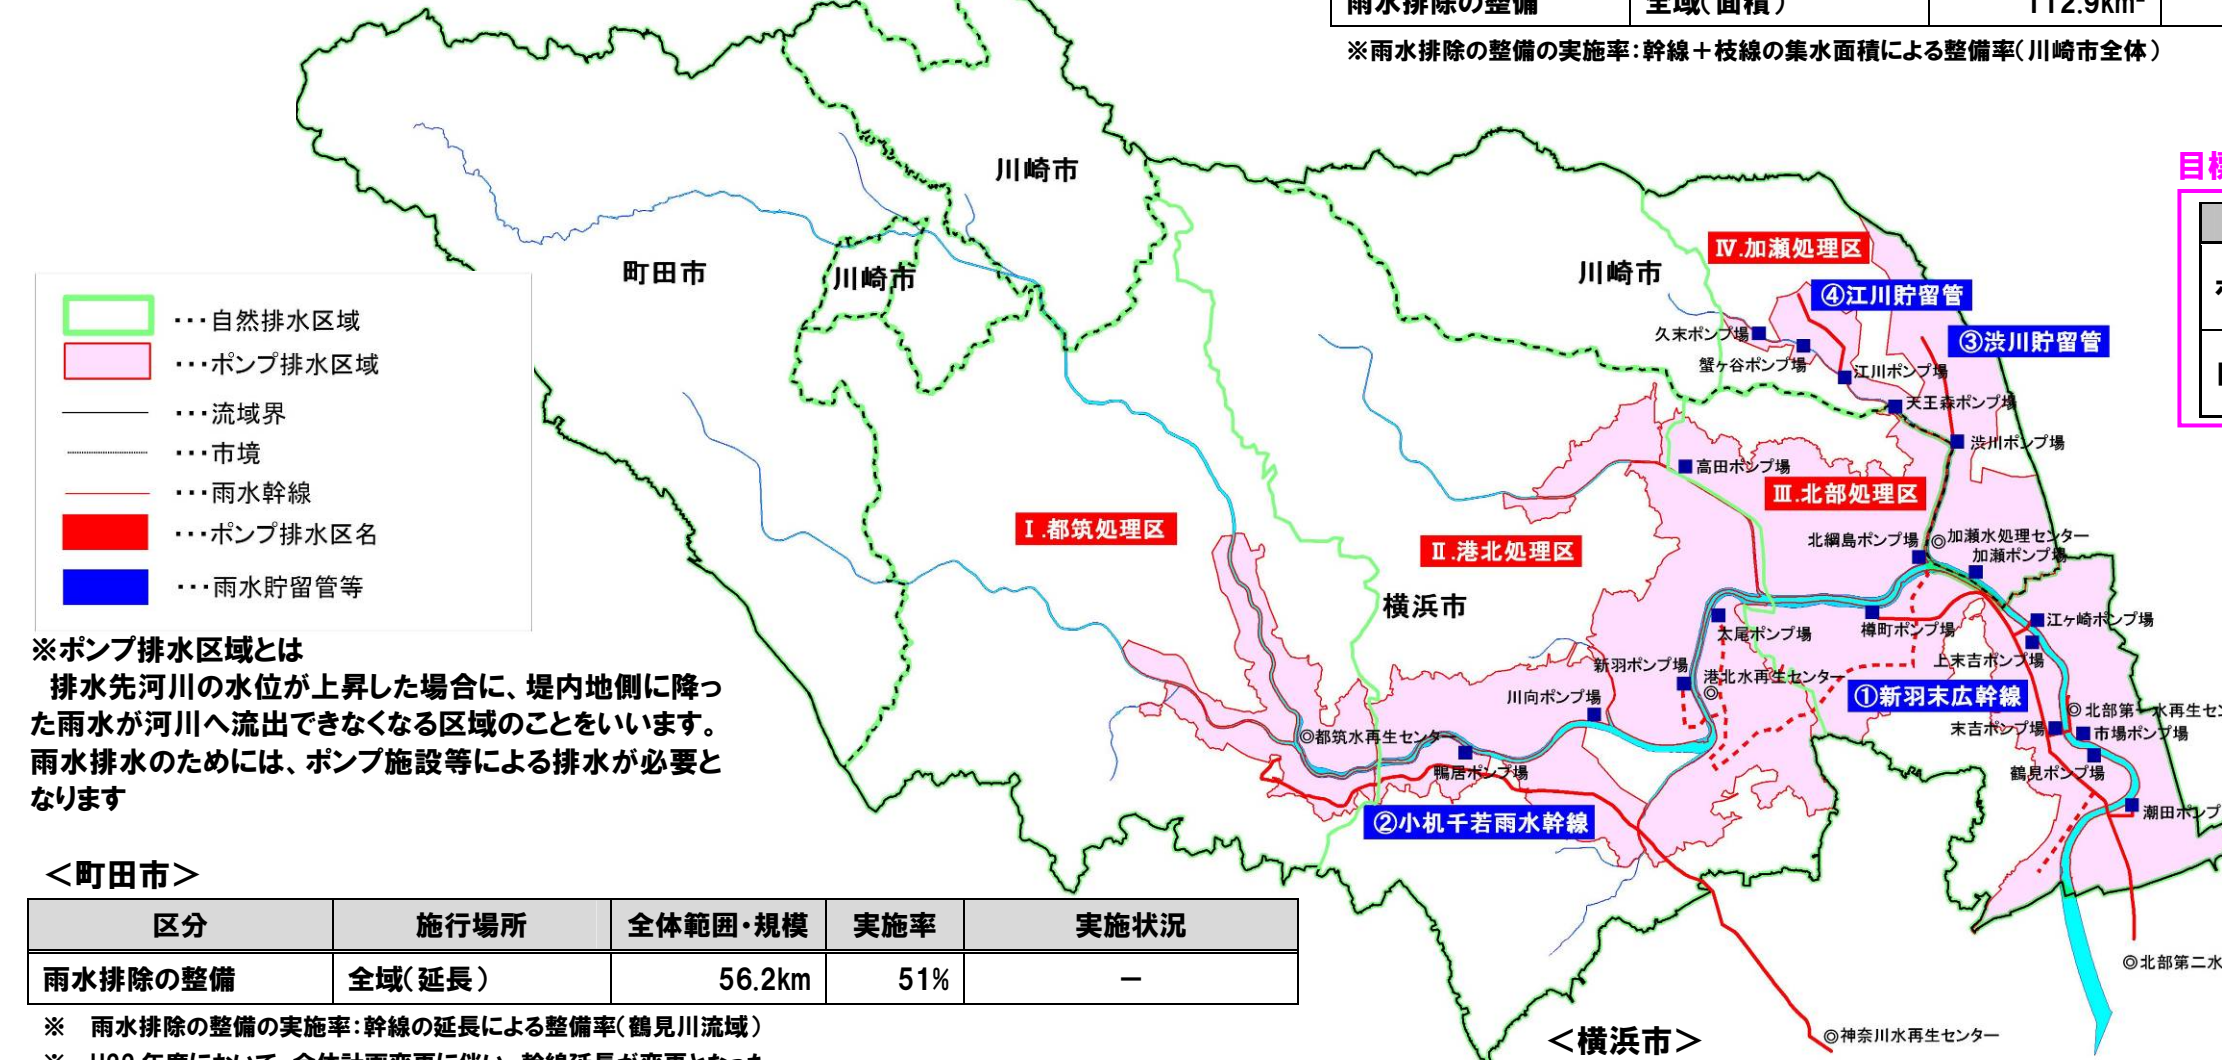 雨水排除の整備 全域(面積) 112.9km²
※雨水排除の整備の実施率:幹線+枝線の集水面積による整備率(川崎市全体)
川崎市
町田市
川崎市
川崎市
横浜市
Ⅳ.加瀬処理区
④江川貯留管
③渋川貯留管
久末ポンプ場
蟹ヶ谷ポンプ場
江川ポンプ場
天王森ポンプ場
渋川ポンプ場
高田ポンプ場
Ⅲ.北部処理区
Ⅰ.都筑処理区
Ⅱ.港北処理区
北綱島ポンプ場
◎加瀬水処理センター
加瀬ポンプ場
江ヶ崎ポンプ場
樽町ポンプ場
太尾ポンプ場
上末吉ポンプ場
新羽ポンプ場
港北水再生センター
◎
川向ポンプ場
①新羽末広幹線
◎都筑水再生センター
鴨居ポンプ場
末吉ポンプ場
市場ポンプ場
鶴見ポンプ場
②小机千若雨水幹線
◎神奈川水再生センター
・・・自然排水区域
・・・ポンプ排水区域
・・・流域界
・・・市境
・・・雨水幹線
・・・ポンプ排水区名
・・・雨水貯留管等
※ポンプ排水区域とは
排水先河川の水位が上昇した場合に、堤内地側に降っ
た雨水が河川へ流出できなくなる区域のことをいいます。
雨水排水のためには、ポンプ施設等による排水が必要と
なります
<町田市>
区分 施行場所 全体範囲・規模 実施率 実施状況
雨水排除の整備 全域(延長) 56.2km 51% ―
※ 雨水排除の整備の実施率:幹線の延長による整備率(鶴見川流域)
<横浜市>